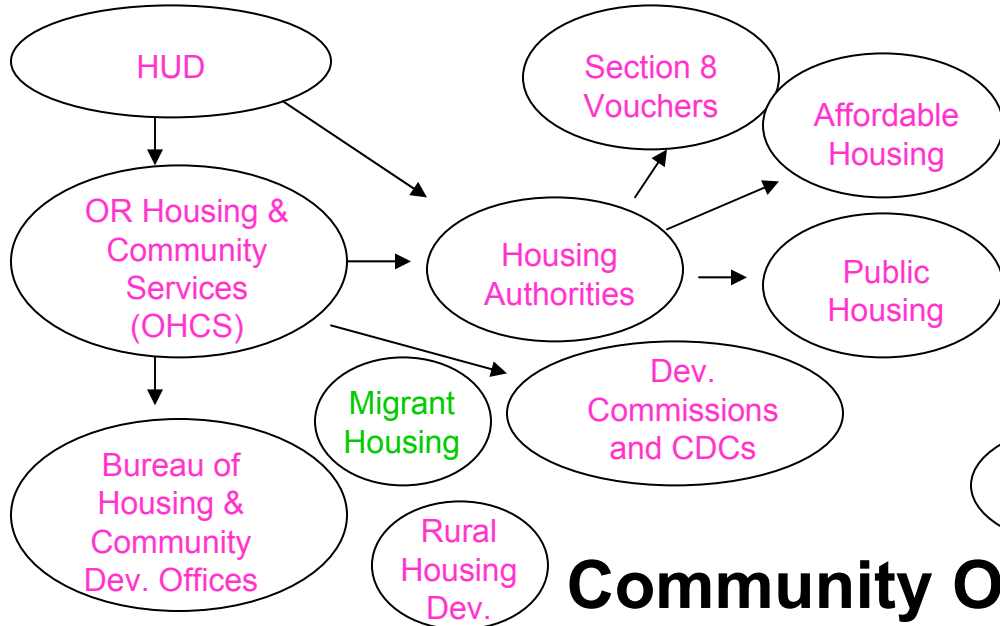 HUD
Section 8
Vouchers
Affordable
Housing
OR Housing &
Community
Services
(OHCS)
Housing
Authorities
Public
Housing
Migrant
Housing
Dev.
Commissions
and CDCs
Bureau of
Housing &
Community
Dev. Offices
Rural
Housing
Dev.
Community O